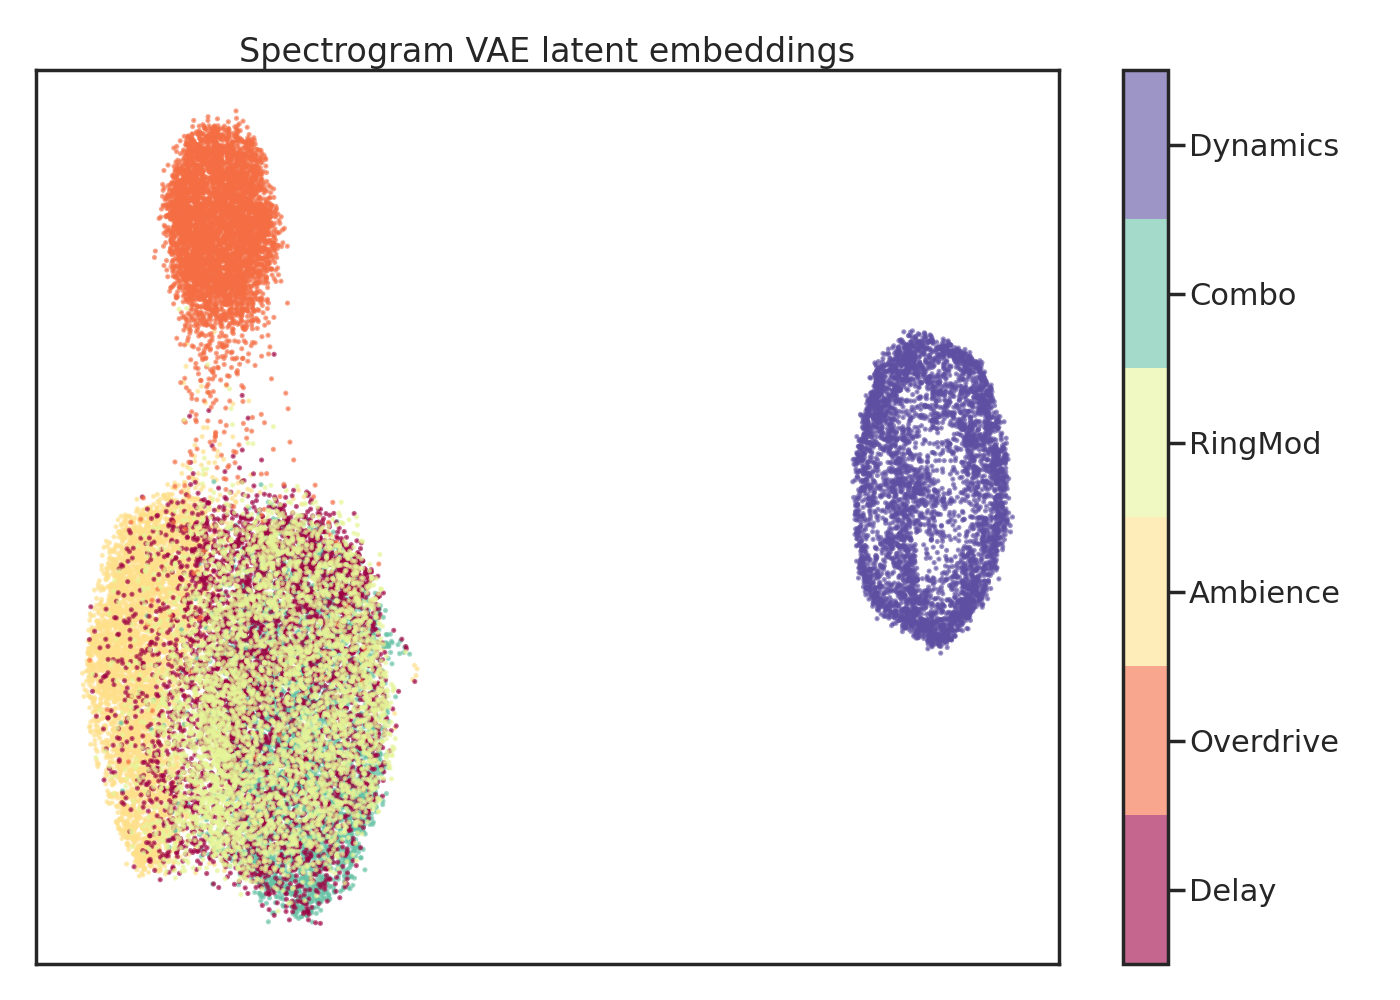 Spectrogram VAE latent embeddings
Dynamics
Combo
RingMod
Ambience
Overdrive
Delay